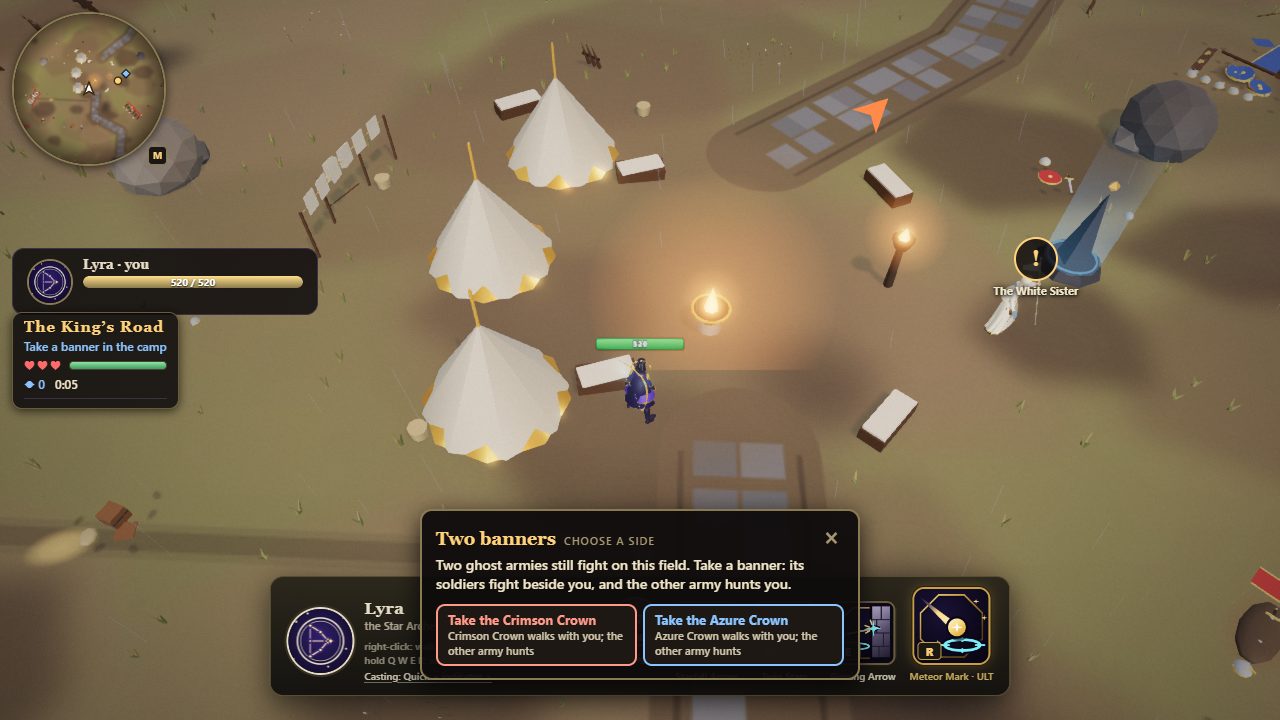 M
Lyra · you
520 / 520
The King's Road
Take a banner in the camp
0 0:05
!
The White Sister
520
Two banners CHOOSE A SIDE
Two ghost armies still fight on this field. Take a banner: its
soldiers fight beside you, and the other army hunts you.
Take the Crimson Crown
Crimson Crown walks with you; the
other army hunts
Take the Azure Crown
Azure Crown walks with you; the
other army hunts
Lyra
the Star
right-click:
hold Q W E
Casting:
Arrow
R
Meteor Mark · ULT